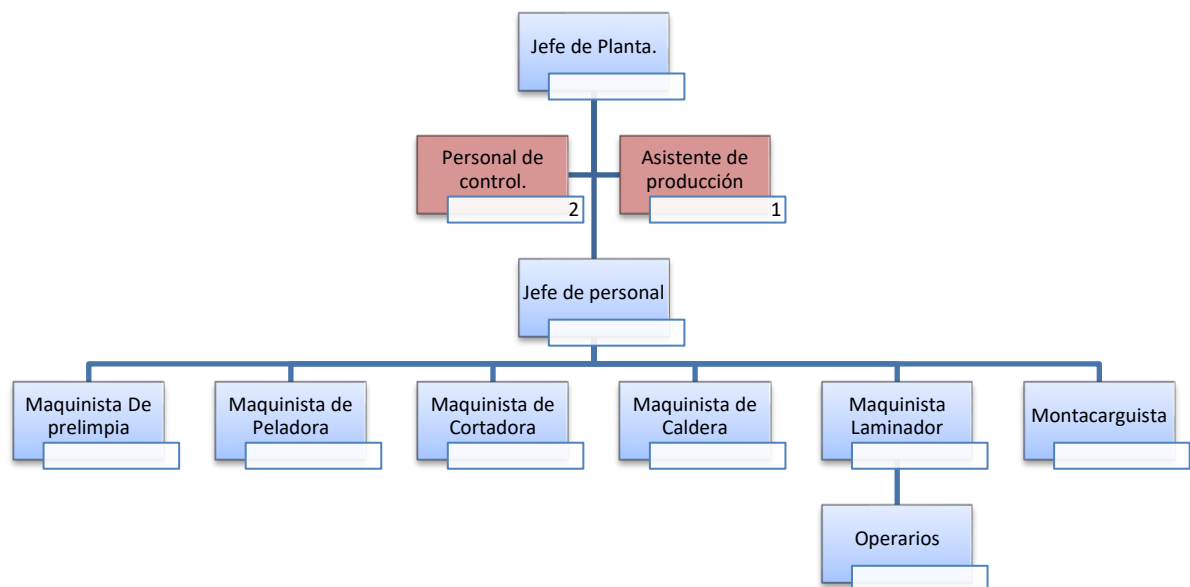 Jefe de Planta.
Personal de
control.
2
Asistente de
producción
1
Jefe de personal
Maquinista De
prelimpia
Maquinista de
Peladora
Maquinista de
Cortadora
Maquinista de
Caldera
Maquinista
Laminador
Montacarguista
Operarios